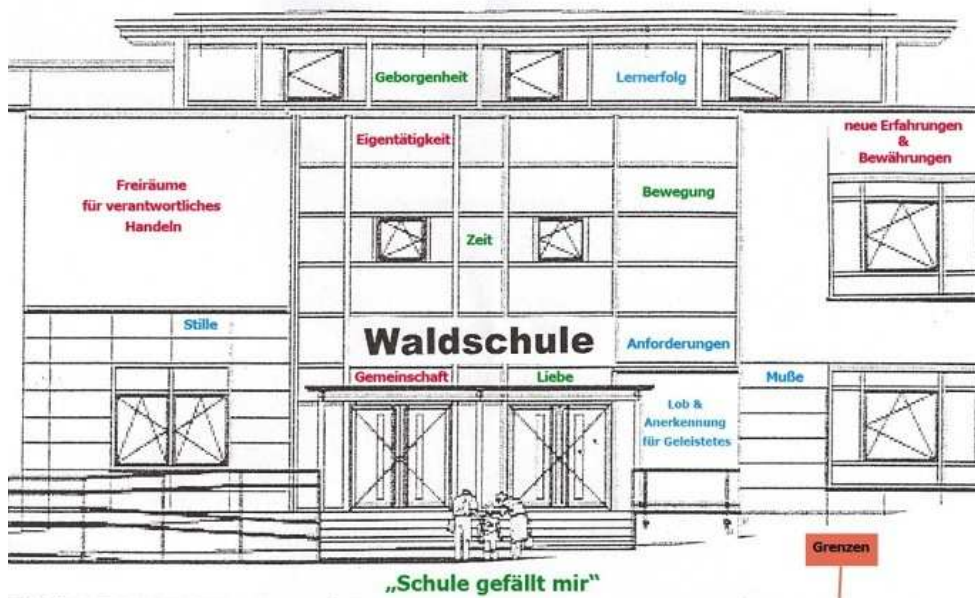 Geborgenheit
Lernerfolg
Eigentätigkeit
neue Erfahrungen
&
Bewährungen
Freiräume
für verantwortliches
Handeln
Bewegung
Zeit
Stille
Waldschule
Anforderungen
Gemeinschaft
Liebe
Muße
Lob &
Anerkennung
für Geleistetes
Grenzen
„Schule gefällt mir“